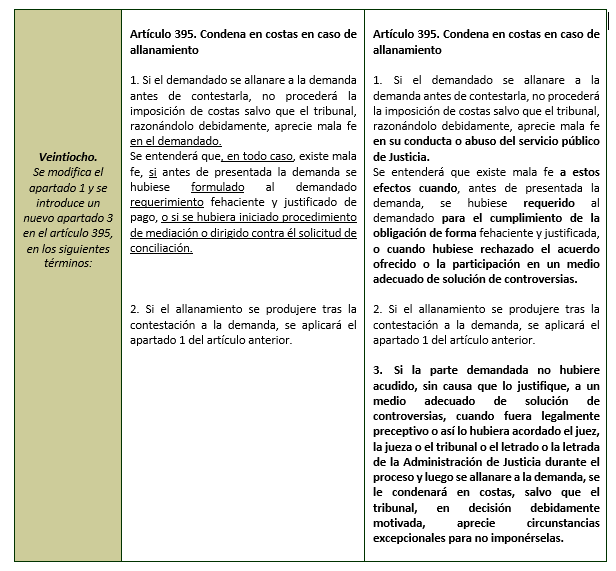 Veintiocho.
Se modifica el
apartado 1 y se
introduce un
nuevo apartado 3
en el artículo 395,
en los siguientes
términos:
Artículo 395. Condena en costas en caso de
allanamiento
1. Si el demandado se allanare a la demanda
antes de contestarla, no procederá la
imposición de costas salvo que el tribunal,
razonándolo debidamente, aprecie mala fe
en el demandado.
Se entenderá que, en todo caso, existe mala
fe, si antes de presentada la demanda se
hubiese formulado al demandado
requerimiento fehaciente y justificado de
pago, o si se hubiera iniciado procedimiento
de mediación o dirigido contra él solicitud de
conciliación.
2. Si el allanamiento se produjere tras la
contestación a la demanda, se aplicará el
apartado 1 del artículo anterior.
Artículo 395. Condena en costas en caso de
allanamiento
1. Si el demandado se allanare a la
demanda antes de contestarla, no procederá
la imposición de costas salvo que el tribunal,
razonándolo debidamente, aprecie mala fe
en su conducta o abuso del servicio público
de Justicia.
Se entenderá que existe mala fe a estos
efectos cuando, antes de presentada la
demanda, se hubiese requerido al
demandado para el cumplimiento de la
obligación de forma fehaciente y justificada,
o cuando hubiese rechazado el acuerdo
ofrecido o la participación en un medio
adecuado de solución de controversias.
2. Si el allanamiento se produjere tras la
contestación a la demanda, se aplicará el
apartado 1 del artículo anterior.
3. Si la parte demandada no hubiere
acudido, sin causa que lo justifique, a un
medio adecuado de solución de
controversias, cuando fuera legalmente
preceptivo o así lo hubiera acordado el juez,
la jueza o el tribunal o el letrado o la letrada
de la Administración de Justicia durante el
proceso y luego se allanare a la demanda, se
le condenará en costas, salvo que el
tribunal, en decisión debidamente
motivada, aprecie circunstancias
excepcionales para no imponérselas.